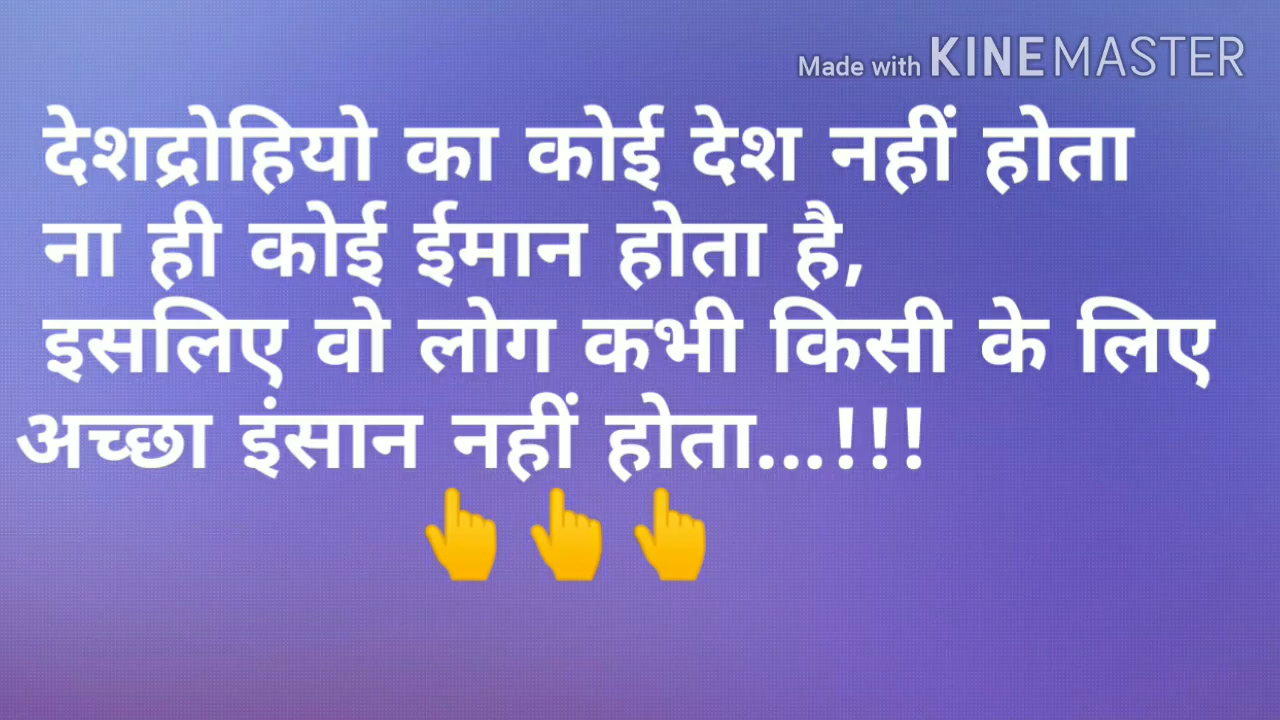 Made with KINEMASTER
देशद्रोहियो का कोई देश नहीं होता
ना ही कोई ईमान होता है,
इसलिए वो लोग कभी किसी के लिए
अच्छा इंसान नहीं होता...!!!
👆👆👆